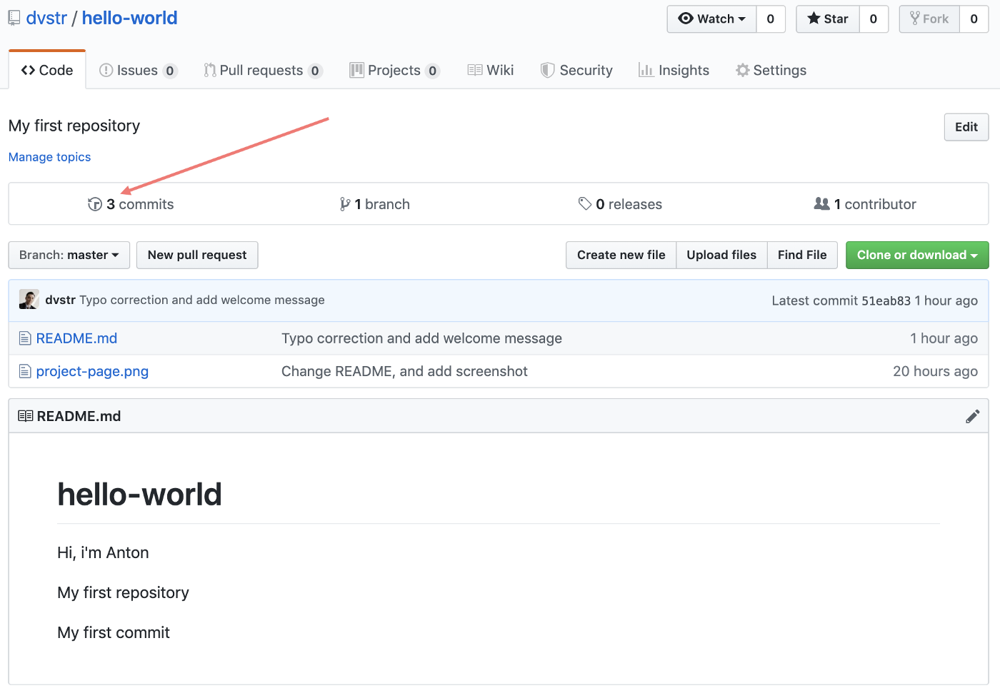 dvstr / hello-world Watch 0 Star 0 Fork 0
Code Issues 0 Pull requests 0 Projects 0 Wiki Security Insights Settings
My first repository Edit
Manage topics
3 commits 1 branch 0 releases 1 contributor
Branch: master New pull request Create new file Upload files Find File Clone or download
dvstr Typo correction and add welcome message Latest commit 51eab83 1 hour ago
README.md Typo correction and add welcome message 1 hour ago
project-page.png Change README, and add screenshot 20 hours ago
README.md
hello-world
Hi, i'm Anton
My first repository
My first commit